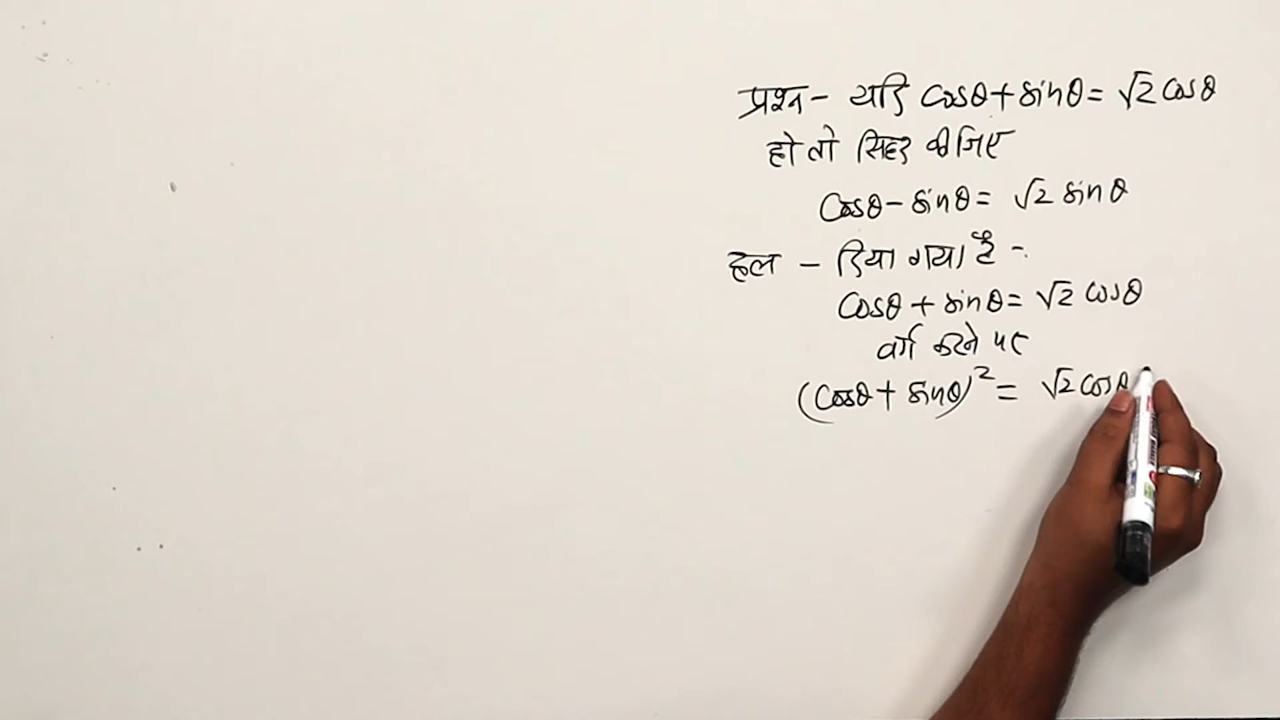 प्रश्न - यदि cosθ + sinθ = √2 cosθ
हो तो सिद्ध कीजिए
cosθ - sinθ = √2 sinθ
हल - दिया गया है -
cosθ + sinθ = √2 cosθ
वर्ग करने पर
(cosθ + sinθ)² = √2 cosθ